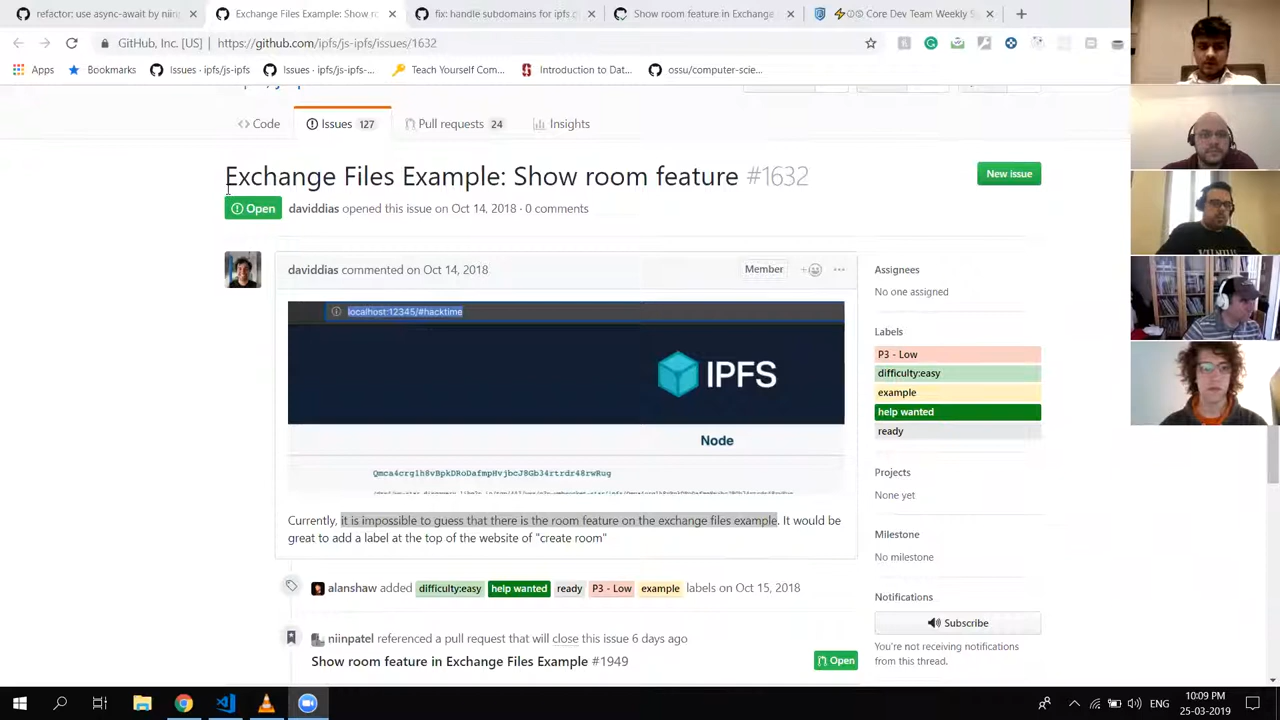 refactor: use async/await by niin
Exchange Files Example: Show ro
fix: handle subdomains for ipfs.c
Show room feature in Exchange
Core Dev Team Weekly S
GitHub, Inc. [US]
https://github.com/ipfs/js-ipfs/issues/1632
Apps
Bookmarks
Issues · ipfs/js-ipfs
Issues · ipfs/js-ipfs-...
Teach Yourself Com...
Introduction to Dat...
ossu/computer-scie...
Code
Issues 127
Pull requests 24
Insights
Exchange Files Example: Show room feature #1632
New issue
Open
daviddias opened this issue on Oct 14, 2018 · 0 comments
daviddias commented on Oct 14, 2018
Member
localhost:12345/#hacktime
IPFS
Node
Currently, it is impossible to guess that there is the room feature on the exchange files example. It would be
great to add a label at the top of the website of "create room"
alanshaw added difficulty:easy help wanted ready P3 - Low example labels on Oct 15, 2018
niinpatel referenced a pull request that will close this issue 6 days ago
Show room feature in Exchange Files Example #1949
Open
Assignees
No one assigned
Labels
P3 - Low
difficulty:easy
example
help wanted
ready
Projects
None yet
Milestone
No milestone
Notifications
Subscribe
You're not receiving notifications
from this thread.
ENG
10:09 PM
25-03-2019